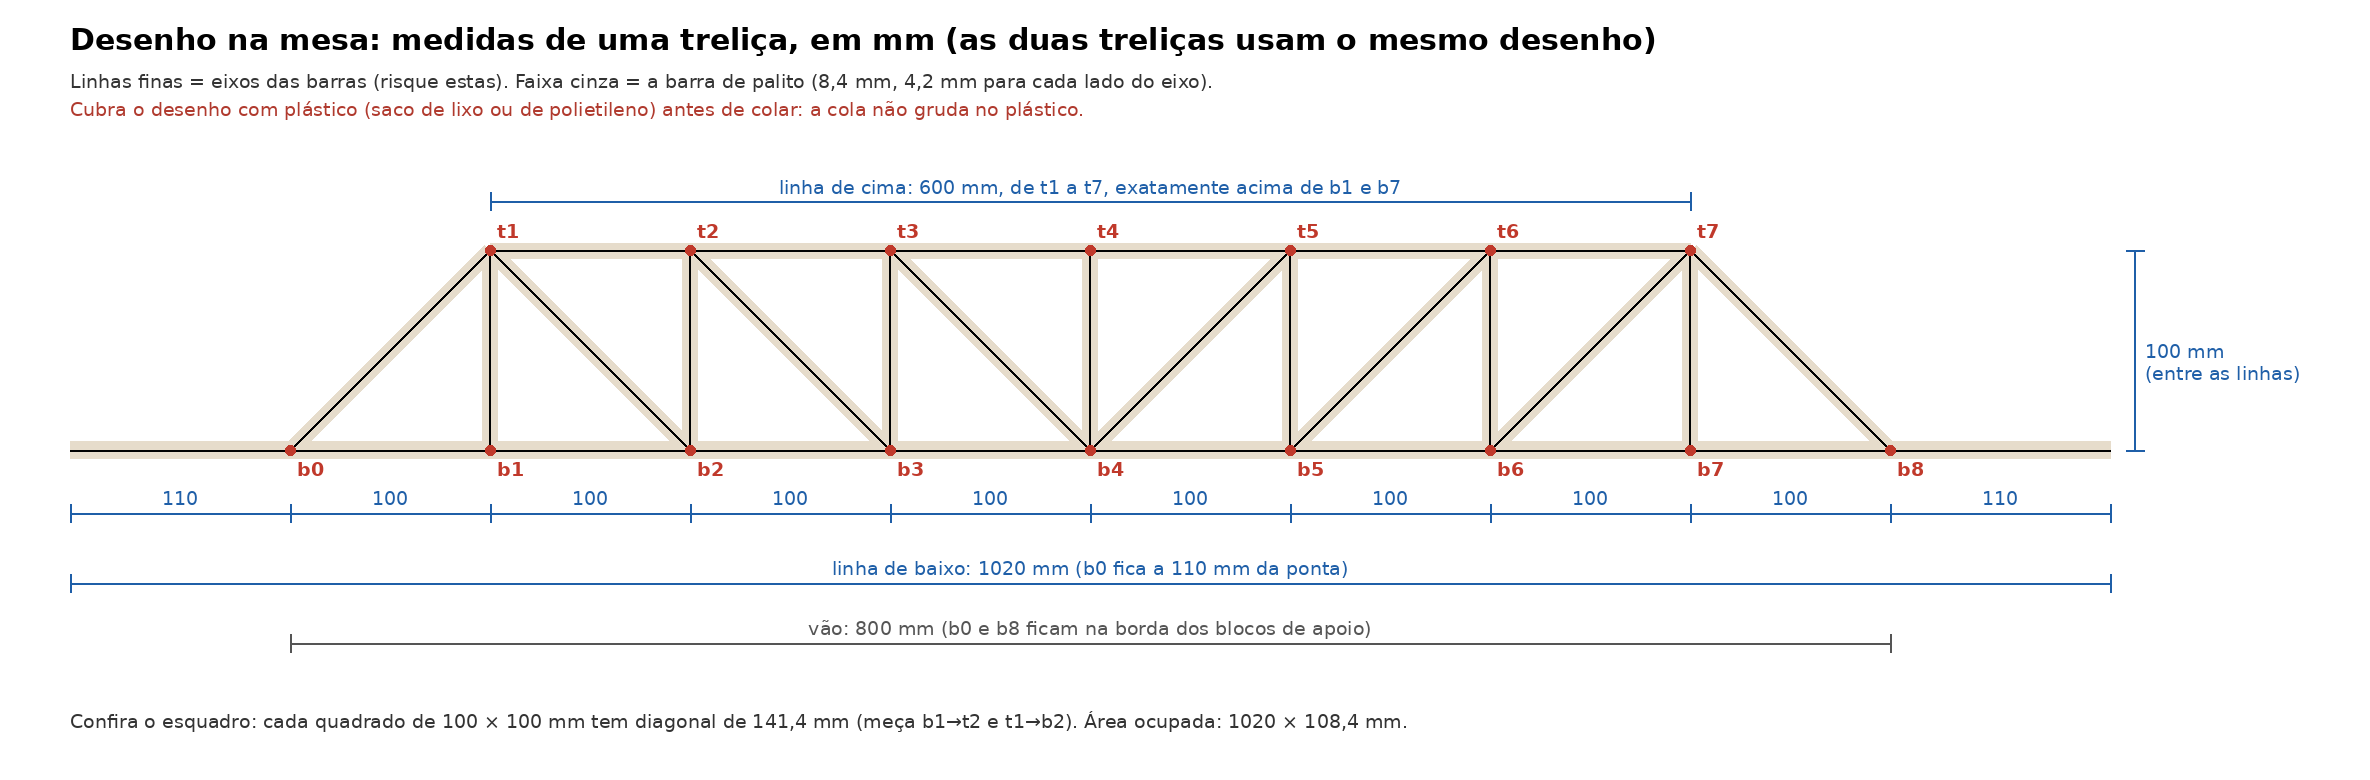 Desenho na mesa: medidas de uma treliça, em mm (as duas treliças usam o mesmo desenho)
Linhas finas = eixos das barras (risque estas). Faixa cinza = a barra de palito (8,4 mm, 4,2 mm para cada lado do eixo).
Cubra o desenho com plástico (saco de lixo ou de polietileno) antes de colar: a cola não gruda no plástico.
linha de cima: 600 mm, de t1 a t7, exatamente acima de b1 e b7
t1 t2 t3 t4 t5 t6 t7
100 mm
(entre as linhas)
b0 b1 b2 b3 b4 b5 b6 b7 b8
110 100 100 100 100 100 100 100 100 110
linha de baixo: 1020 mm (b0 fica a 110 mm da ponta)
vão: 800 mm (b0 e b8 ficam na borda dos blocos de apoio)
Confira o esquadro: cada quadrado de 100 × 100 mm tem diagonal de 141,4 mm (meça b1→t2 e t1→b2). Área ocupada: 1020 × 108,4 mm.